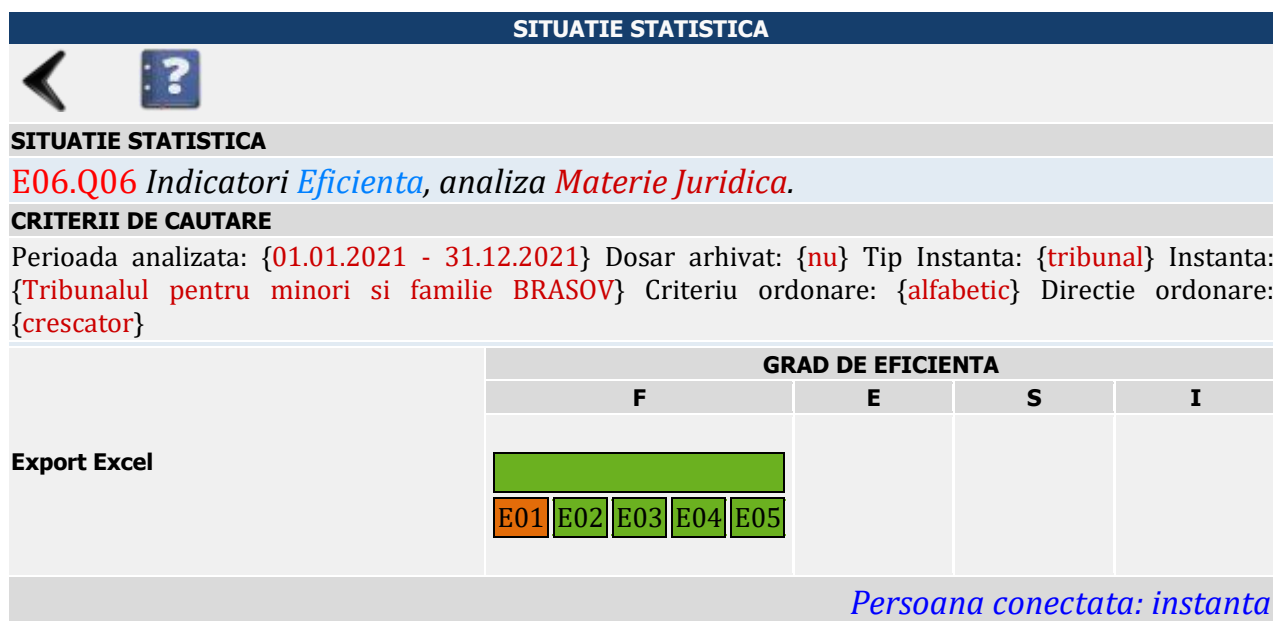 SITUATIE STATISTICA
?
SITUATIE STATISTICA
E06.Q06 Indicatori Eficienta, analiza Materie Juridica.
CRITERII DE CAUTARE
Perioada analizata: {01.01.2021 - 31.12.2021} Dosar arhivat: {nu} Tip Instanta: {tribunal} Instanta:
{Tribunalul pentru minori si familie BRASOV} Criteriu ordonare: {alfabetic} Directie ordonare:
{crescator}
GRAD DE EFICIENTA
F E S I
Export Excel
E01 E02 E03 E04 E05
Persoana conectata: instanta